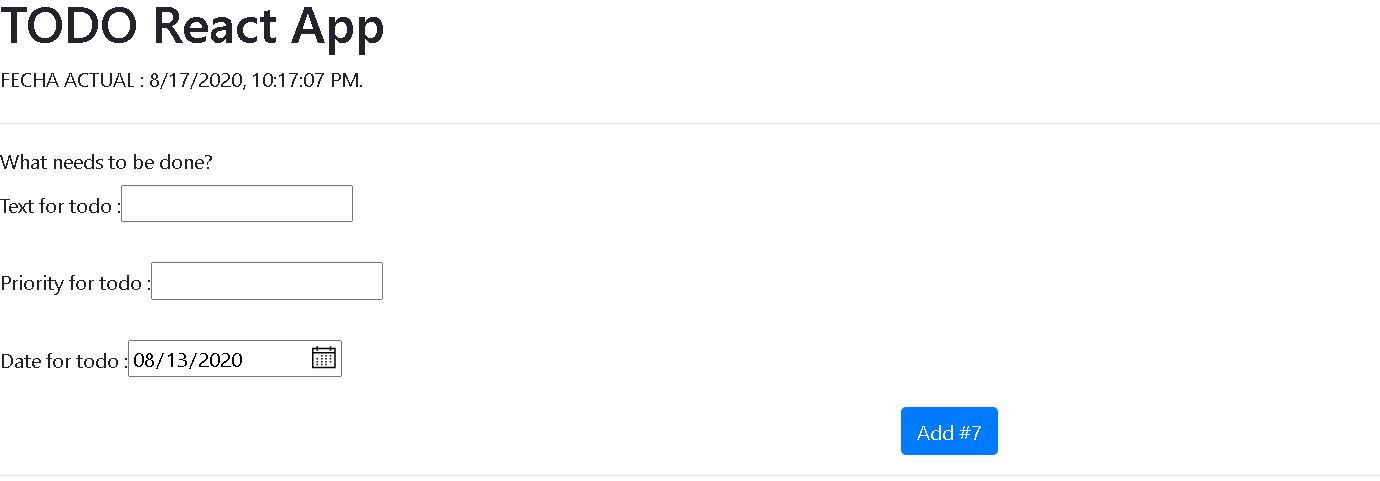 TODO React App
FECHA ACTUAL : 8/17/2020, 10:17:07 PM.
What needs to be done?
Text for todo :
Priority for todo :
Date for todo : 08/13/2020
Add #7